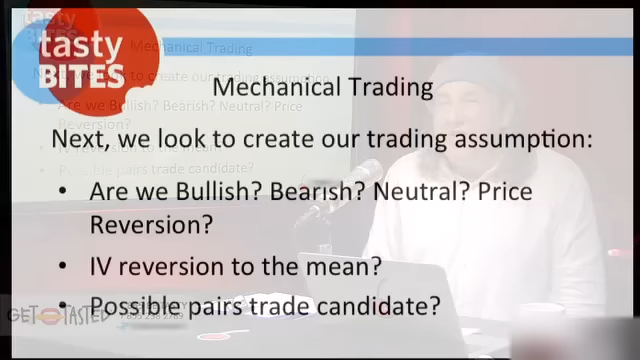 tasty
BITES
Mechanical Trading
Next, we look to create our trading assumption:
• Are we Bullish? Bearish? Neutral? Price
Reversion?
• IV reversion to the mean?
• Possible pairs trade candidate?
GET TASTED